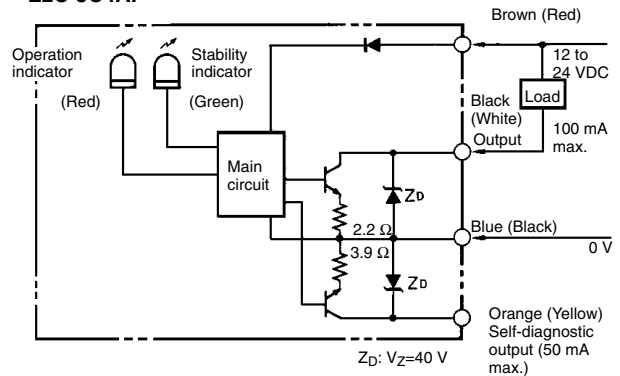 Brown (Red)
Operation
indicator
Stability
indicator
(Red)
(Green)
12 to
24 VDC
Load
Black
(White)
Output
100 mA
max.
Main
circuit
ZD
2.2 Ω
Blue (Black)
0 V
3.9 Ω
ZD
Orange (Yellow)
Self-diagnostic
output (50 mA
max.)
ZD: VZ=40 V